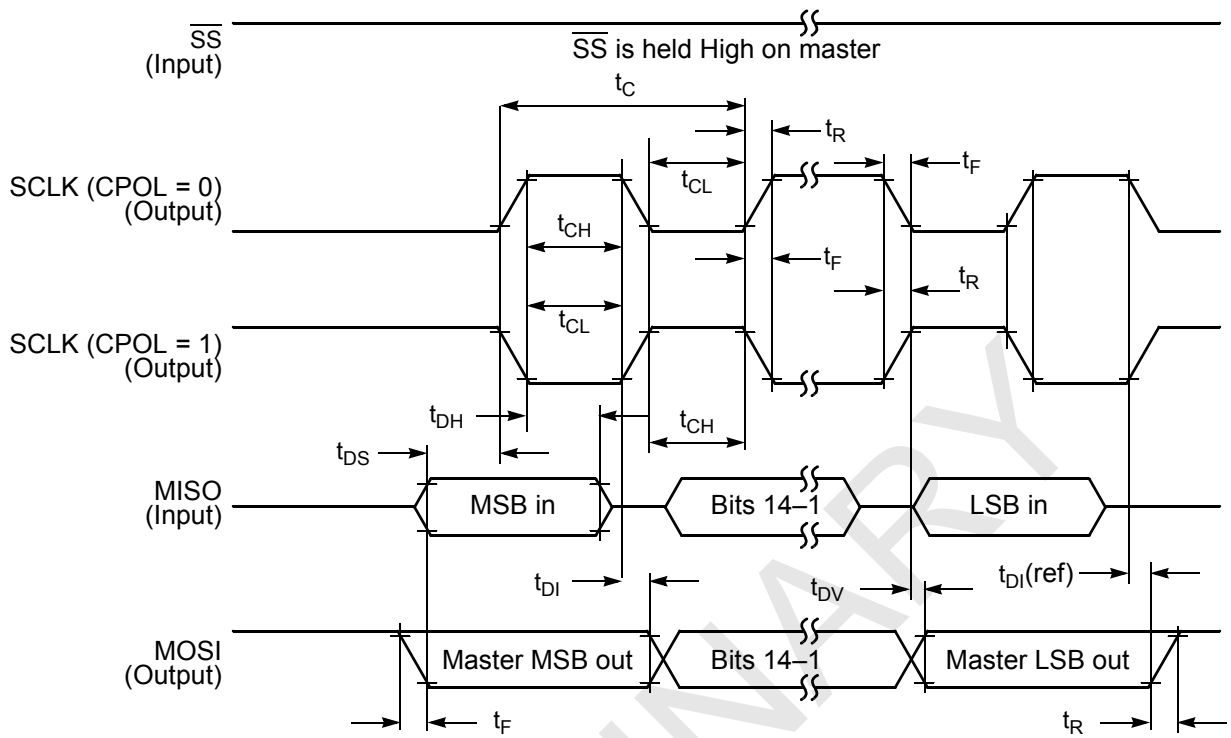 SS
(Input)
SS is held High on master
tC
tR
tF
tCL
SCLK (CPOL = 0)
(Output)
tCH
tF
tR
tCL
SCLK (CPOL = 1)
(Output)
tDH
tCH
tDS
MISO
(Input)
MSB in
Bits 14–1
LSB in
tDI
tDV
tDI(ref)
MOSI
(Output)
Master MSB out
Bits 14–1
Master LSB out
tF
tR
INARY